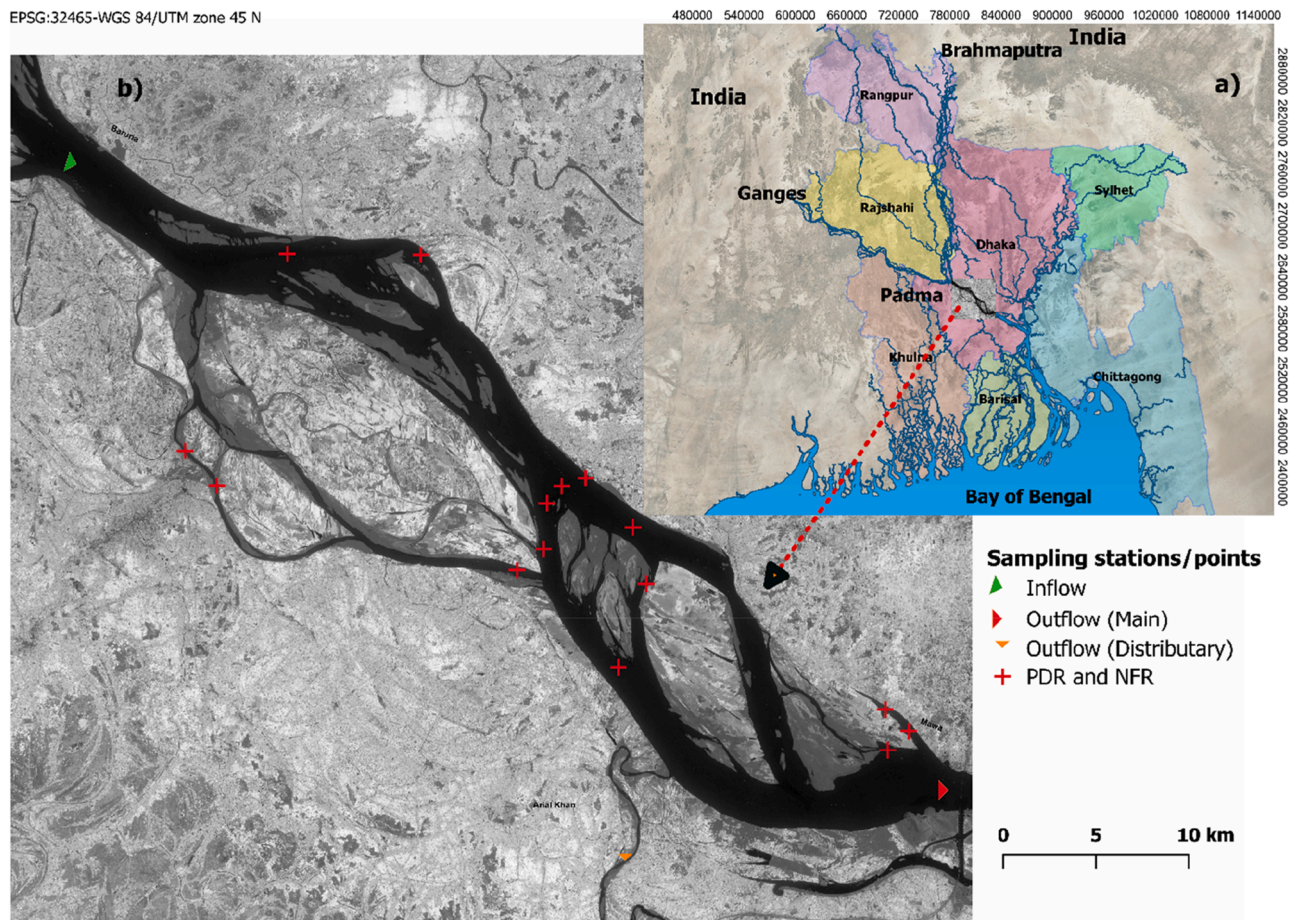 EPSG:32465-WGS 84/UTM zone 45 N
480000 540000 600000 660000 720000 780000 840000 900000 960000 1020000 1080000 1140000
India
Brahmaputra
a)
b)
India
Rangpur
2880000 2820000 2760000 2700000 2640000 2580000 2520000 2460000 2400000
Baruria
Ganges
Sylhet
Rajshahi
Dhaka
Padma
Khulna
Chittagong
Barisal
Bay of Bengal
Sampling stations/points
Inflow
Outflow (Main)
Outflow (Distributary)
PDR and NFR
Mawa
Arial Khan
0 5 10 km